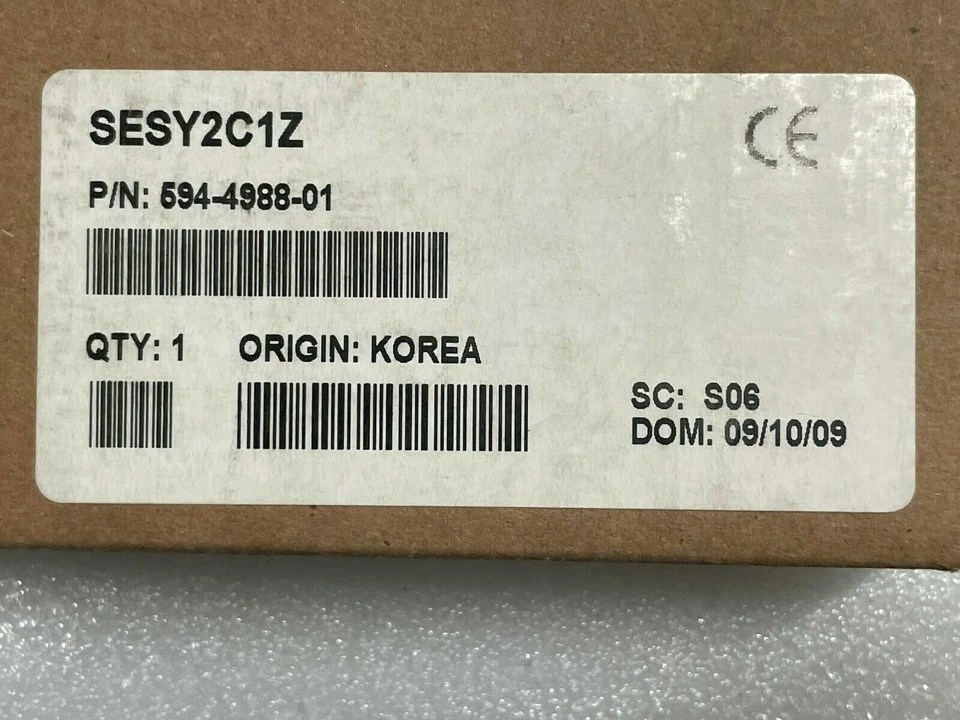 SESY2C1Z
CE
P/N: 594-4988-01
QTY: 1 ORIGIN: KOREA
SC: S06
DOM: 09/10/09